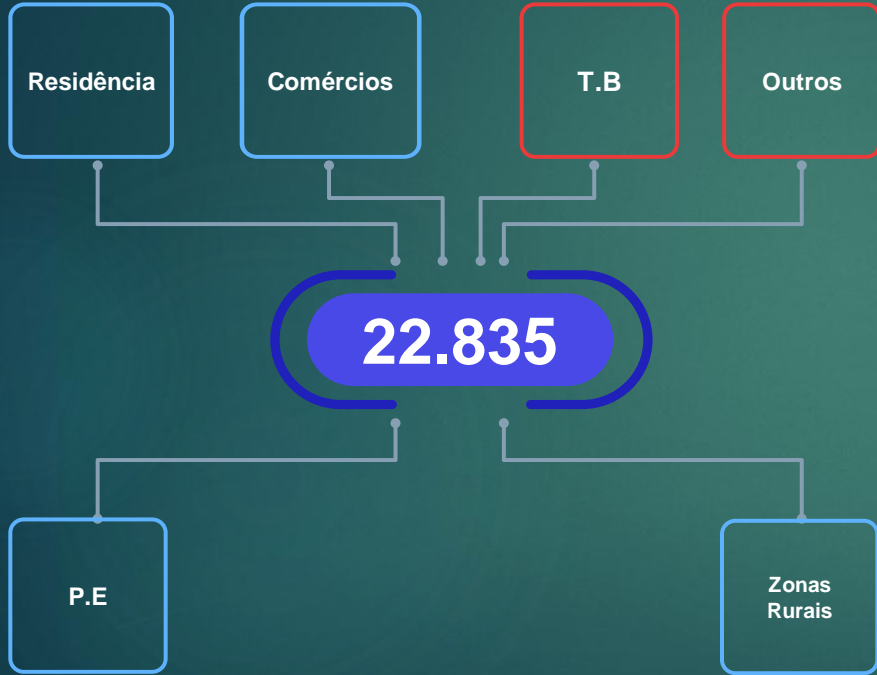 Residência
Comércios
T.B
Outros
22.835
P.E
Zonas
Rurais